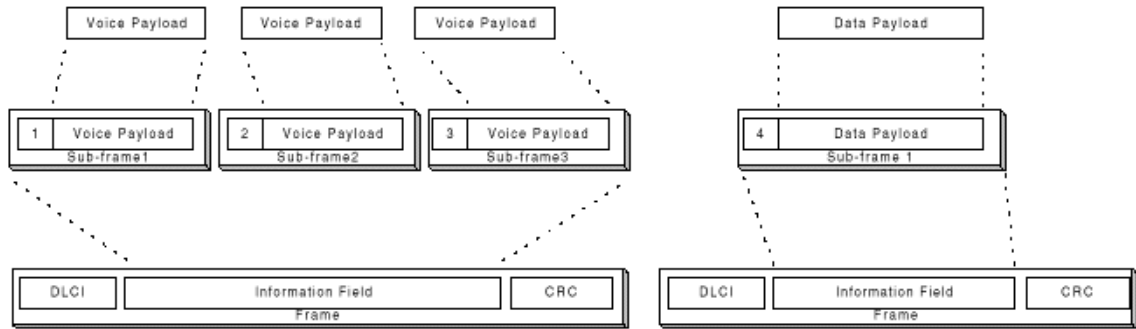 Voice Payload Voice Payload Voice Payload Data Payload
1 Voice Payload 2 Voice Payload 3 Voice Payload 4 Data Payload
Sub-frame1 Sub-frame2 Sub-frame3 Sub-frame 1
DLCI Information Field CRC DLCI Information Field CRC
Frame Frame